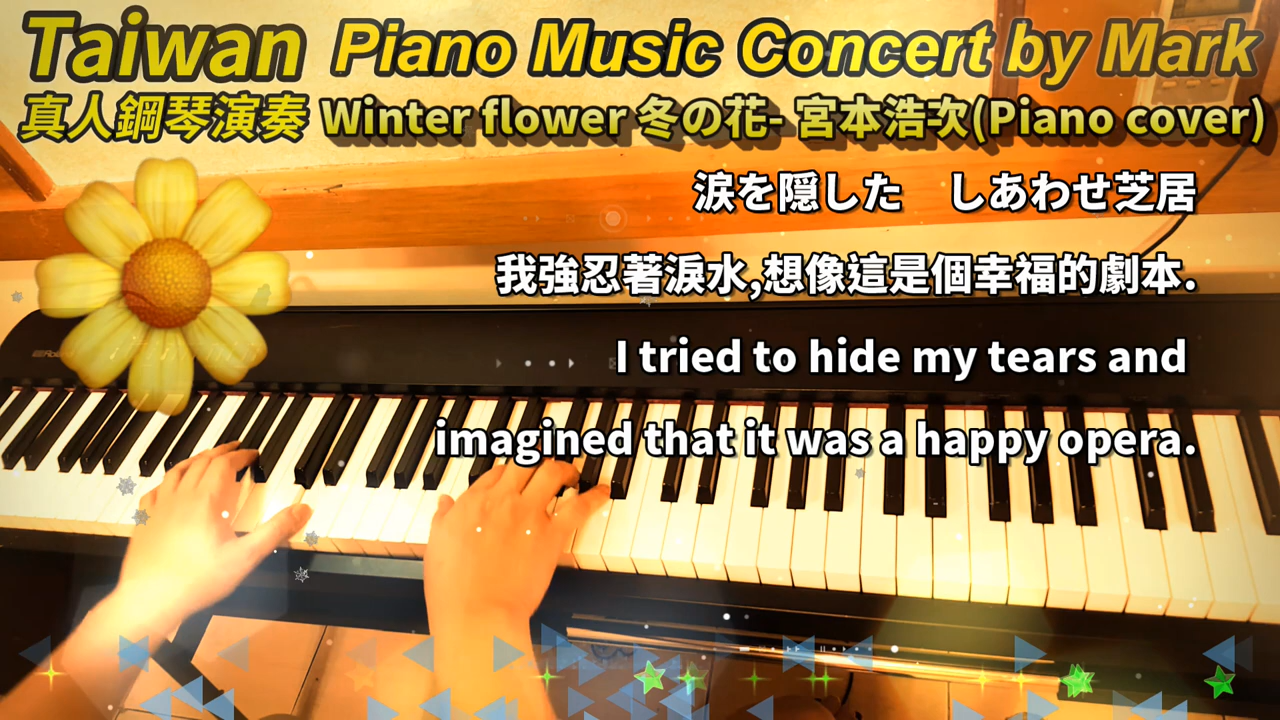 Taiwan Piano Music Concert by Mark
真人鋼琴演奏 Winter flower 冬の花- 宮本浩次(Piano cover)
涙を隠した　しあわせ芝居
我強忍著淚水,想像這是個幸福的劇本.
I tried to hide my tears and
imagined that it was a happy opera.